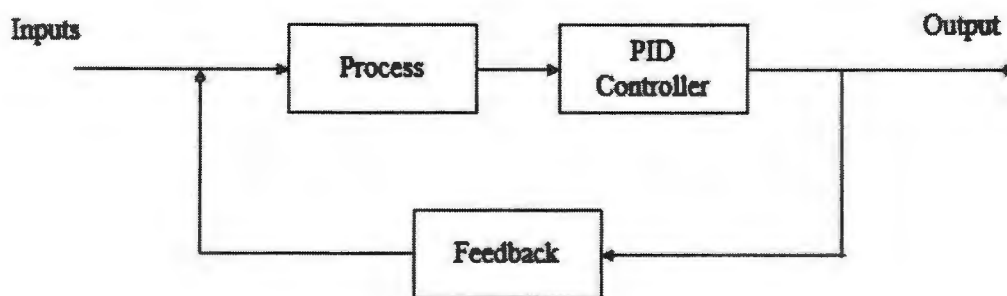 Inputs
Output
Process
PID
Controller
Feedback